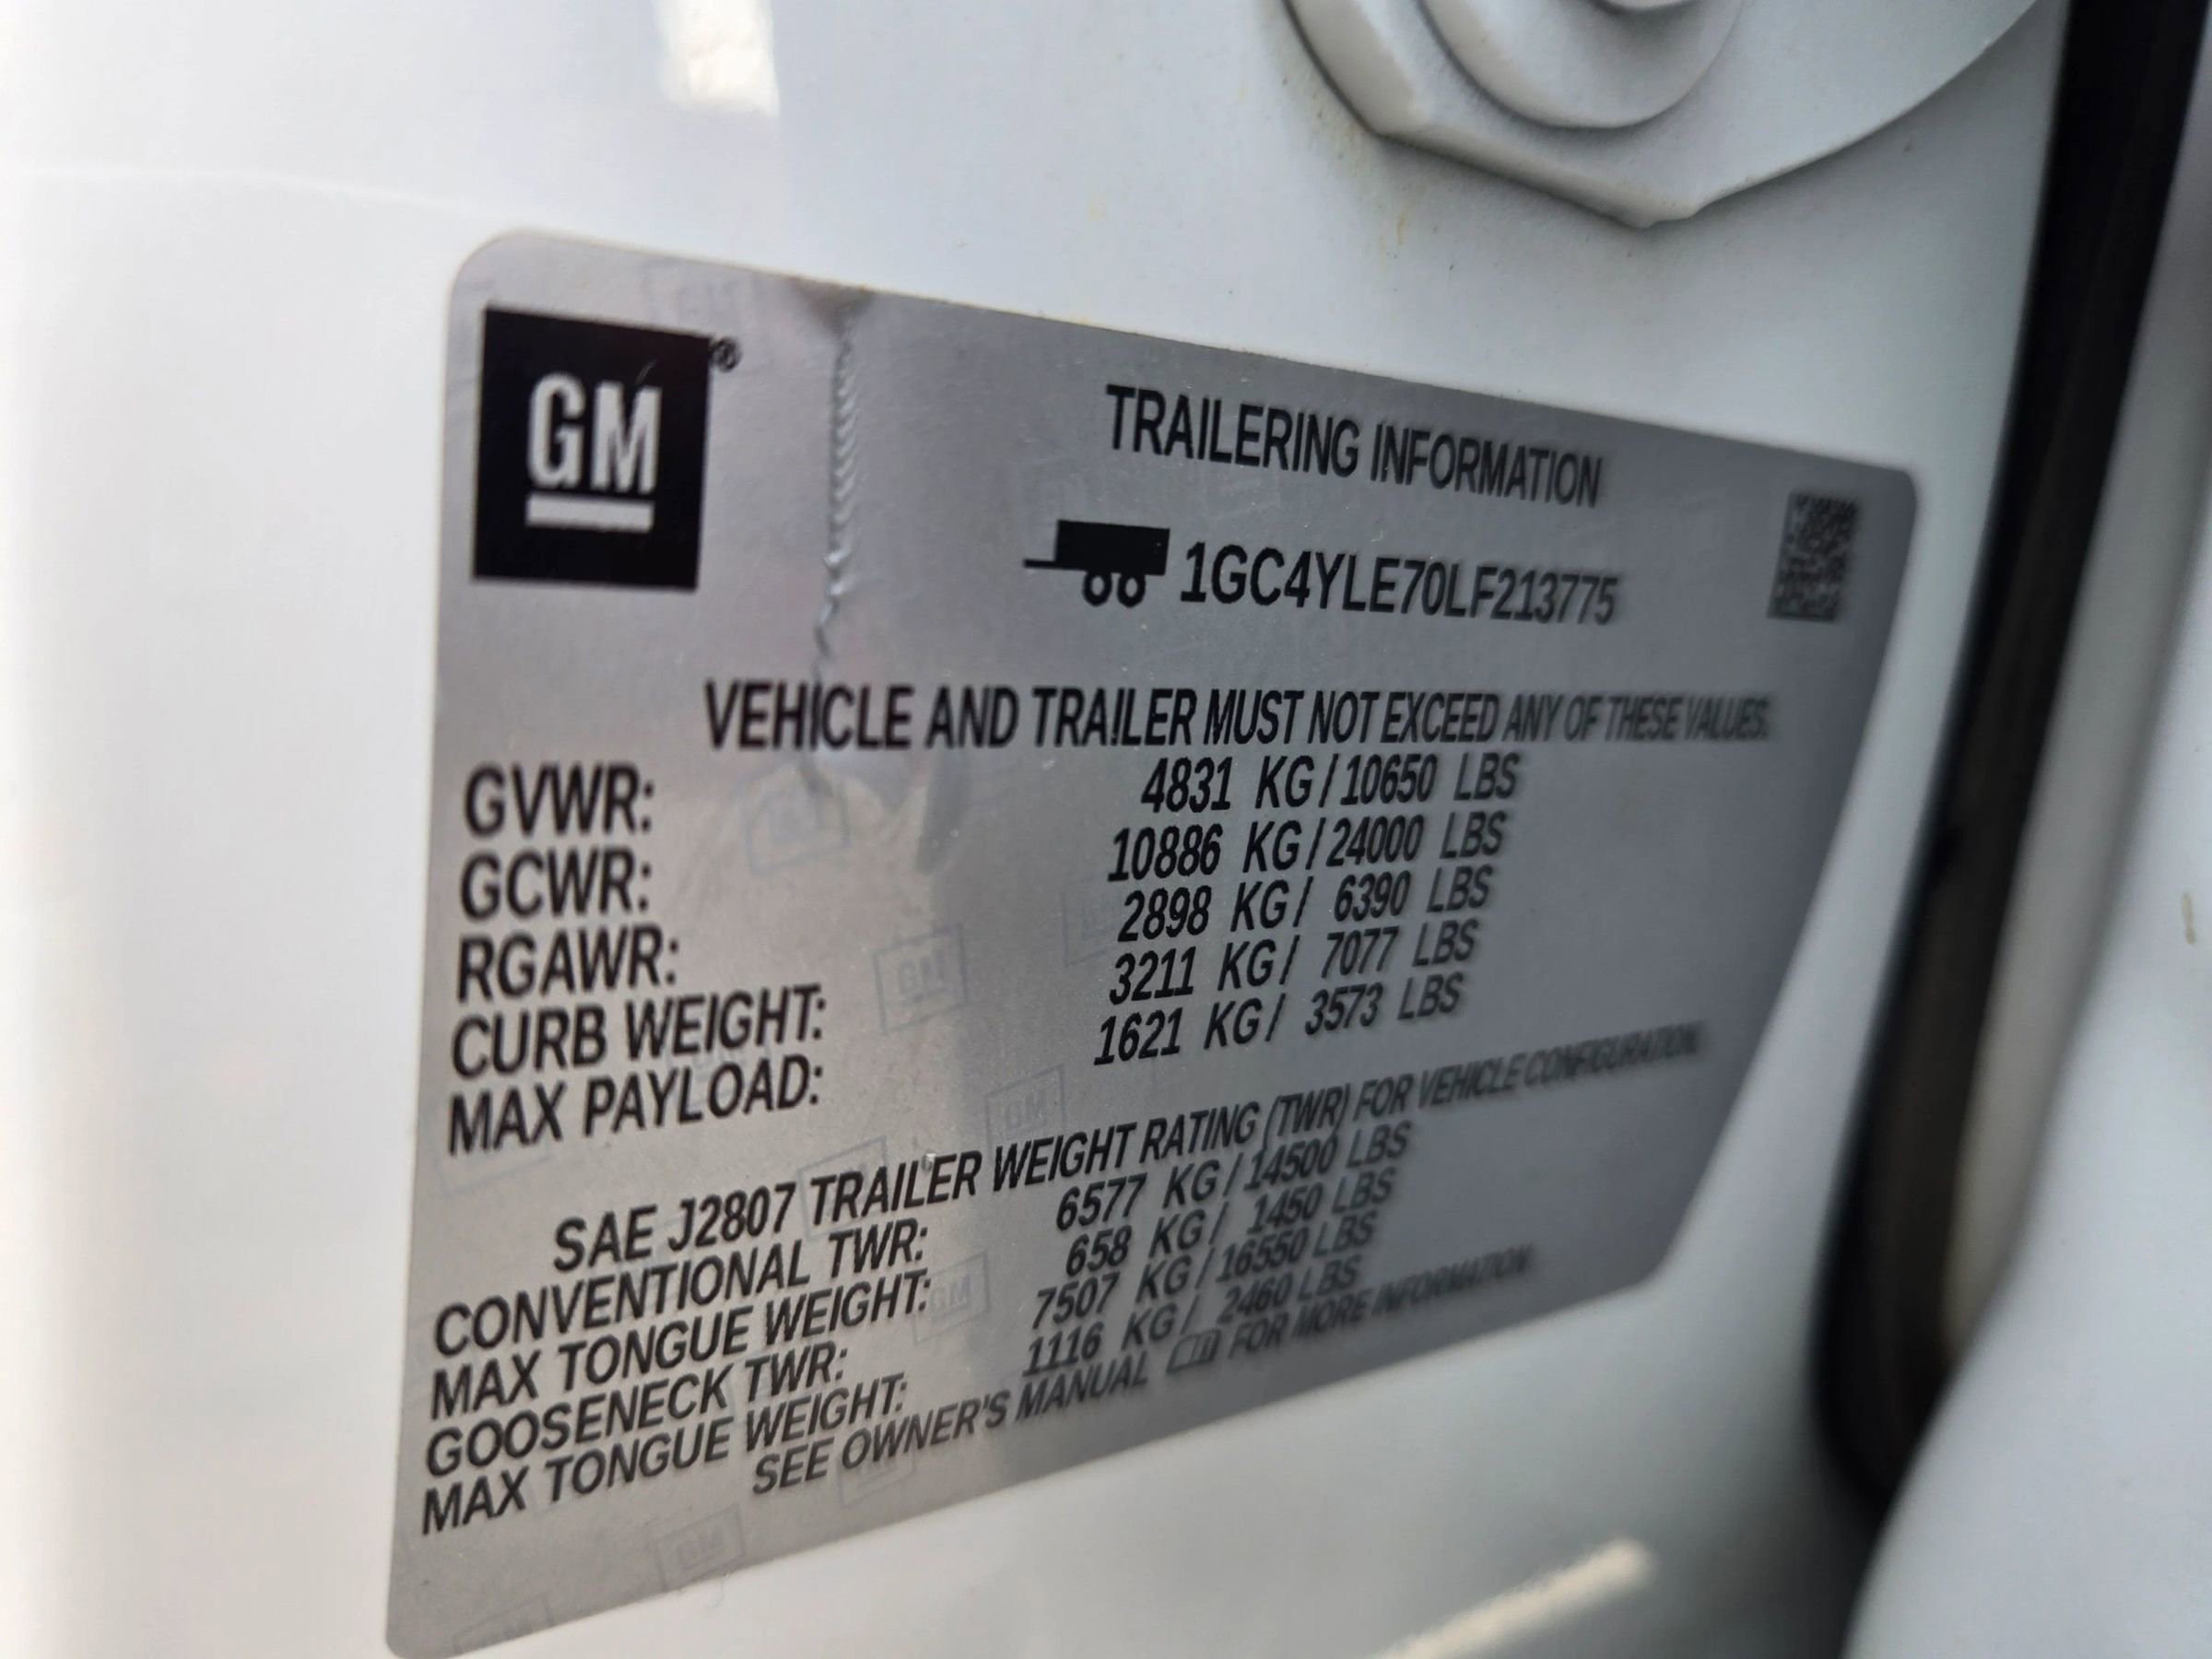 GM®
TRAILERING INFORMATION
1GC4YLE70LF213775
VEHICLE AND TRAILER MUST NOT EXCEED ANY OF THESE VALUES.
GVWR: 4831 KG / 10650 LBS
GCWR: 10886 KG / 24000 LBS
RGAWR: 2898 KG / 6390 LBS
CURB WEIGHT: 3211 KG / 7077 LBS
MAX PAYLOAD: 1621 KG / 3573 LBS
SAE J2807 TRAILER WEIGHT RATING (TWR) FOR VEHICLE CONFIGURATION.
CONVENTIONAL TWR: 6577 KG / 14500 LBS
MAX TONGUE WEIGHT: 658 KG / 1450 LBS
GOOSENECK TWR: 7507 KG / 16550 LBS
MAX TONGUE WEIGHT: 1116 KG / 2460 LBS
SEE OWNER'S MANUAL FOR MORE INFORMATION.